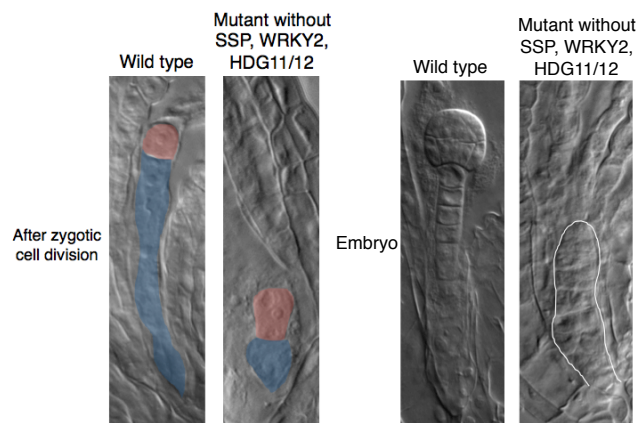 Wild type
Mutant without
SSP, WRKY2,
HDG11/12
After zygotic
cell division
Wild type
Mutant without
SSP, WRKY2,
HDG11/12
Embryo